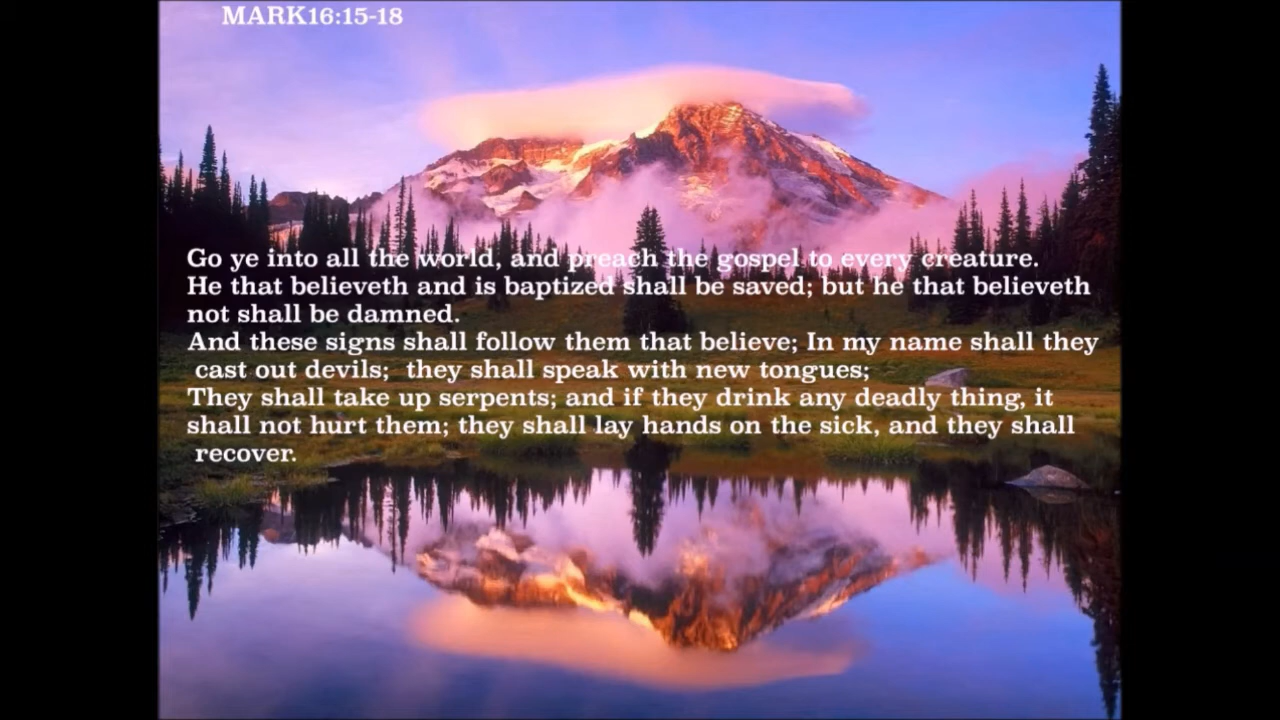 MARK16:15-18
Go ye into all the world, and preach the gospel to every creature.
He that believeth and is baptized shall be saved; but he that believeth
not shall be damned.
And these signs shall follow them that believe; In my name shall they
cast out devils; they shall speak with new tongues;
They shall take up serpents; and if they drink any deadly thing, it
shall not hurt them; they shall lay hands on the sick, and they shall
recover.